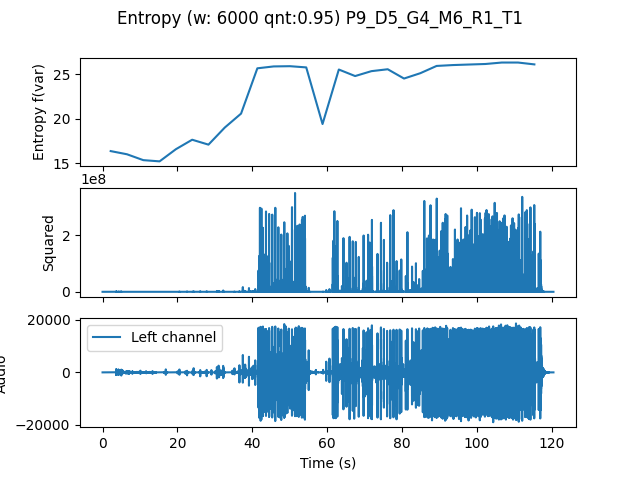 Entropy (w: 6000 qnt:0.95) P9_D5_G4_M6_R1_T1
Entropy f(var)
25
20
15
1e8
Squared
2
0
Audio
20000
0
−20000
Left channel
0 20 40 60 80 100 120
Time (s)